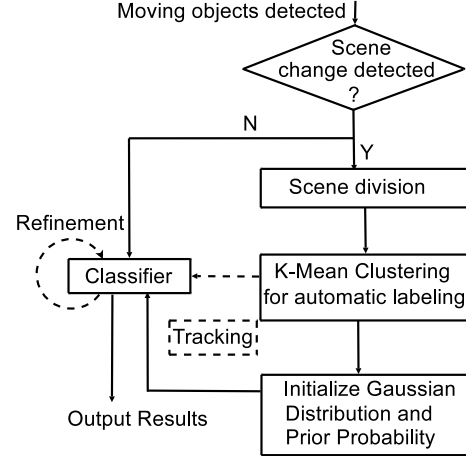 Moving objects detected
Scene
change detected
?
N
Y
Scene division
Refinement
Classifier
K-Mean Clustering
for automatic labeling
Tracking
Initialize Gaussian
Distribution and
Prior Probability
Output Results